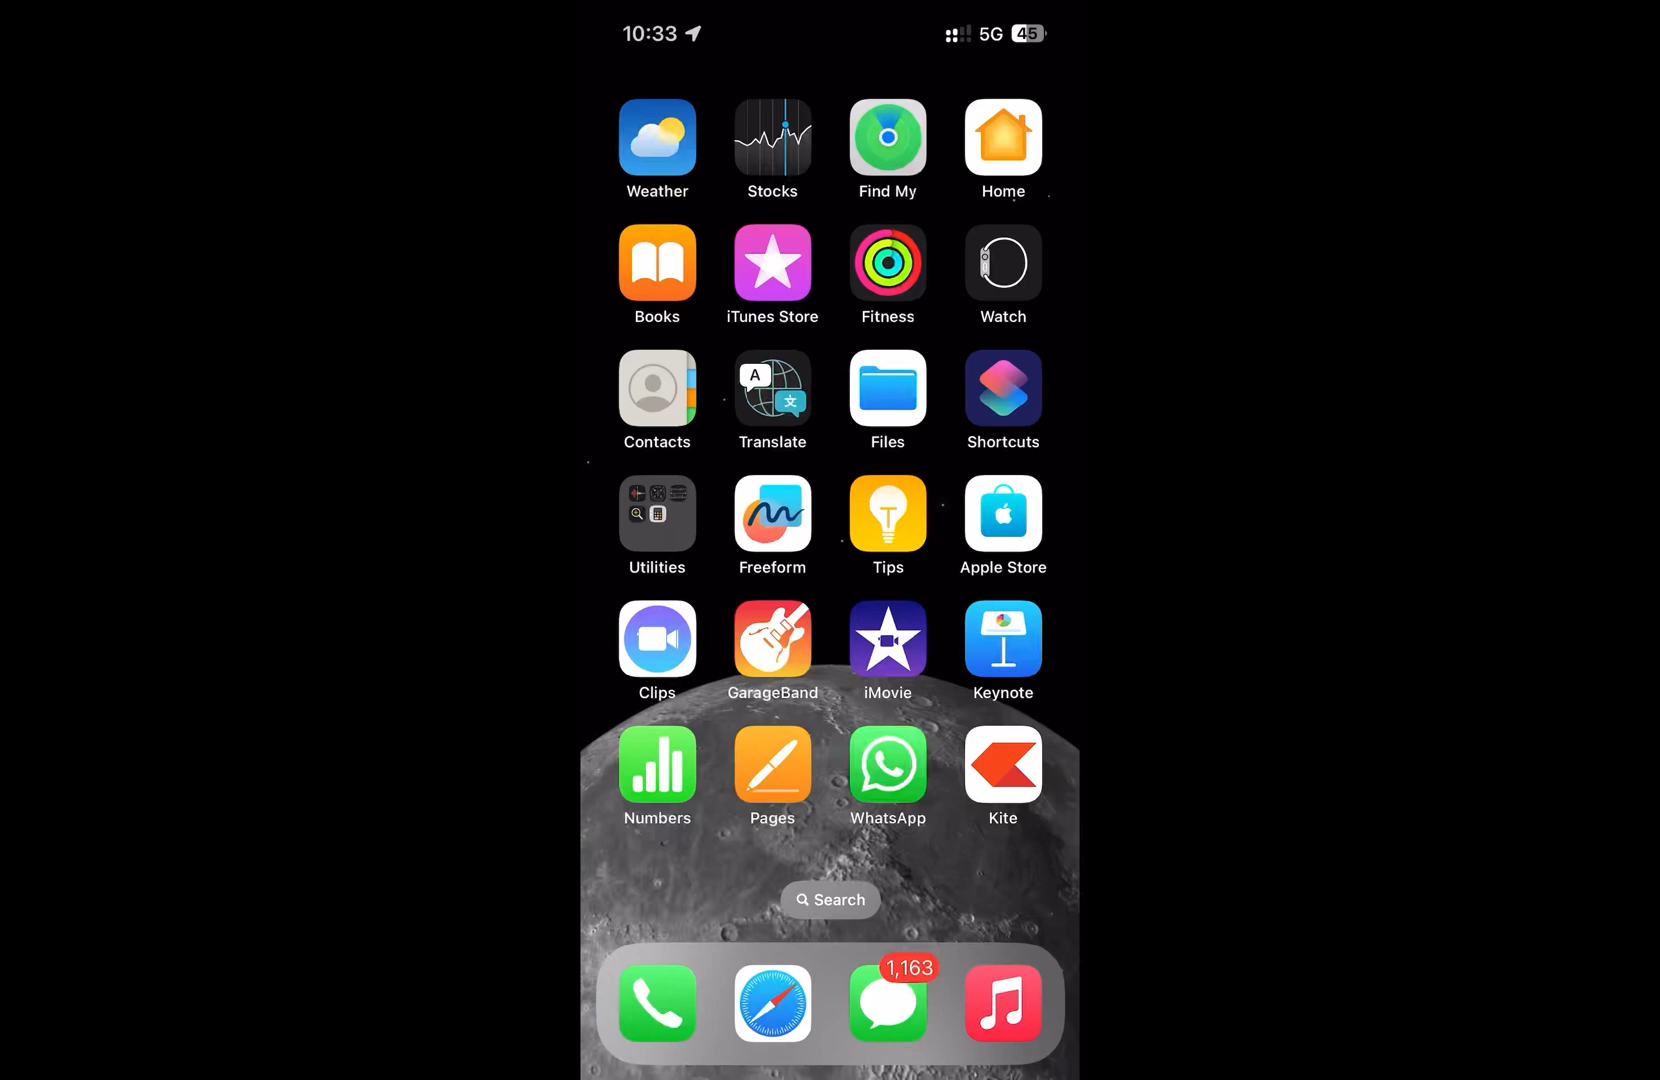 10:33
5G 45
Weather Stocks Find My Home
Books iTunes Store Fitness Watch
A
文
Contacts Translate Files Shortcuts
Utilities Freeform Tips Apple Store
Clips GarageBand iMovie Keynote
Numbers Pages WhatsApp Kite
Search
1,163